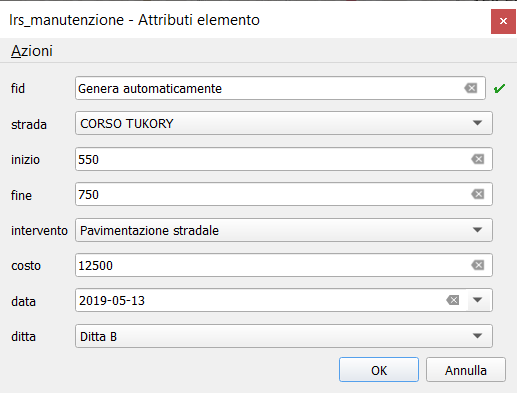 lrs_manutenzione - Attributi elemento
Azioni
fid Genera automaticamente
strada CORSO TUKORY
inizio 550
fine 750
intervento Pavimentazione stradale
costo 12500
data 2019-05-13
ditta Ditta B
OK Annulla